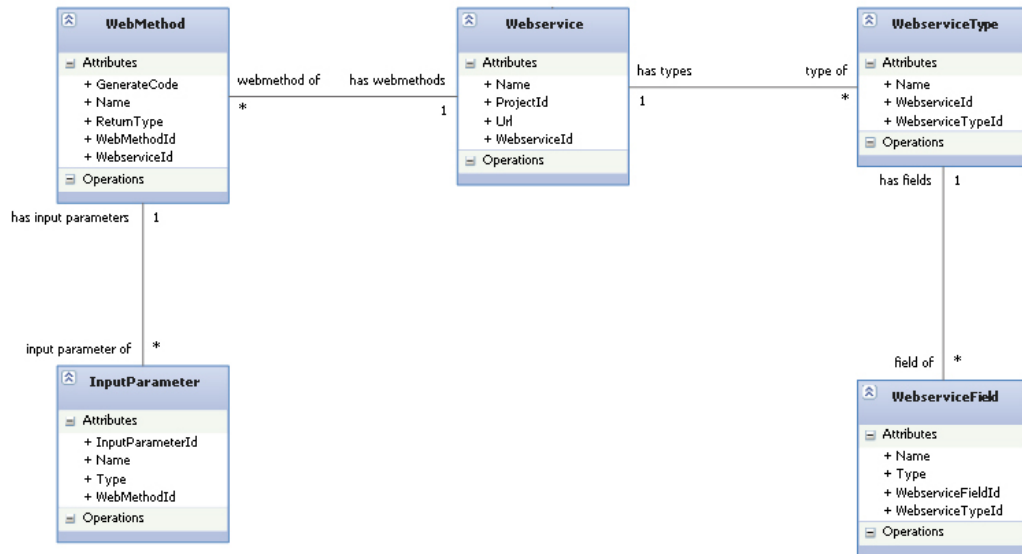 WebMethod
Attributes
+ GenerateCode
+ Name
+ ReturnType
+ WebMethodId
+ WebserviceId
Operations
webmethod of
has webmethods
*
1
Webservice
Attributes
+ Name
+ ProjectId
+ Url
+ WebserviceId
Operations
has types
type of
1
*
WebserviceType
Attributes
+ Name
+ WebserviceId
+ WebserviceTypeId
Operations
has input parameters
1
input parameter of
*
has fields
1
field of
*
InputParameter
Attributes
+ InputParameterId
+ Name
+ Type
+ WebMethodId
Operations
WebserviceField
Attributes
+ Name
+ Type
+ WebserviceFieldId
+ WebserviceTypeId
Operations